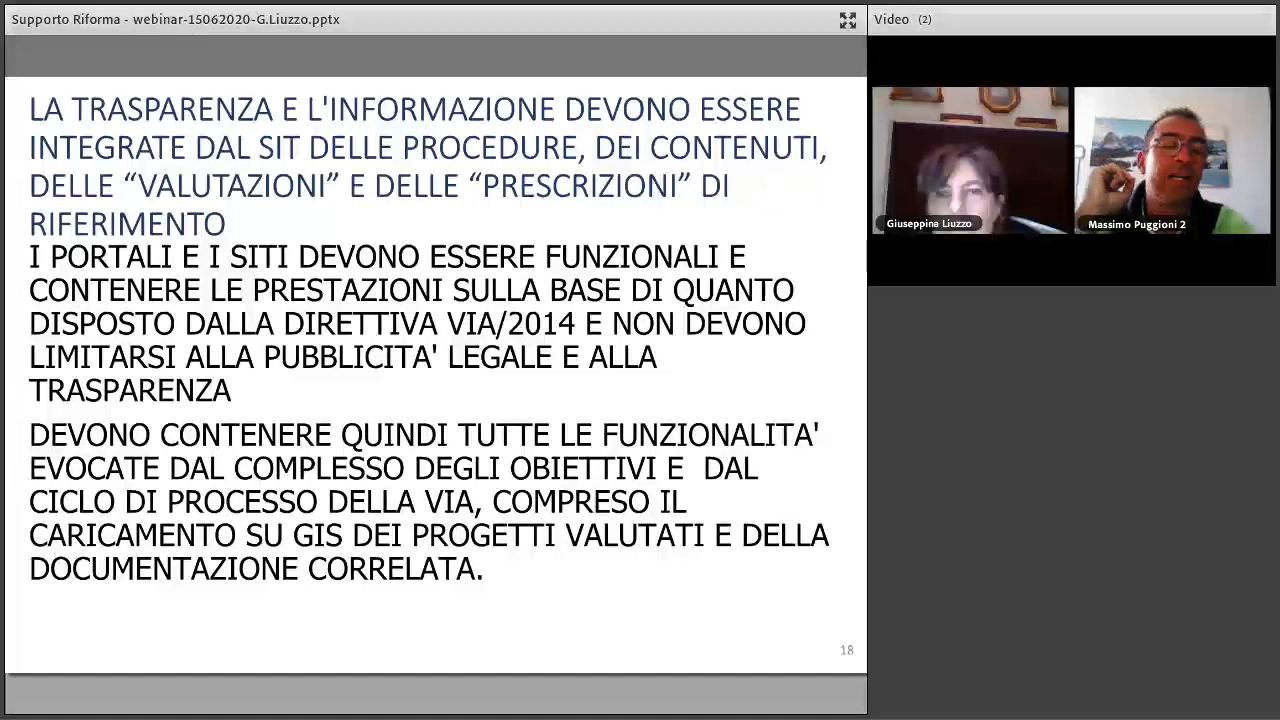 Supporto Riforma - webinar-15062020-G.Liuzzo.pptx
Video (2)
LA TRASPARENZA E L'INFORMAZIONE DEVONO ESSERE
INTEGRATE DAL SIT DELLE PROCEDURE, DEI CONTENUTI,
DELLE “VALUTAZIONI” E DELLE “PRESCRIZIONI” DI
RIFERIMENTO
I PORTALI E I SITI DEVONO ESSERE FUNZIONALI E
CONTENERE LE PRESTAZIONI SULLA BASE DI QUANTO
DISPOSTO DALLA DIRETTIVA VIA/2014 E NON DEVONO
LIMITARSI ALLA PUBBLICITA' LEGALE E ALLA
TRASPARENZA
DEVONO CONTENERE QUINDI TUTTE LE FUNZIONALITA'
EVOCATE DAL COMPLESSO DEGLI OBIETTIVI E  DAL
CICLO DI PROCESSO DELLA VIA, COMPRESO IL
CARICAMENTO SU GIS DEI PROGETTI VALUTATI E DELLA
DOCUMENTAZIONE CORRELATA.
18
Giuseppina Liuzzo
Massimo Puggioni 2